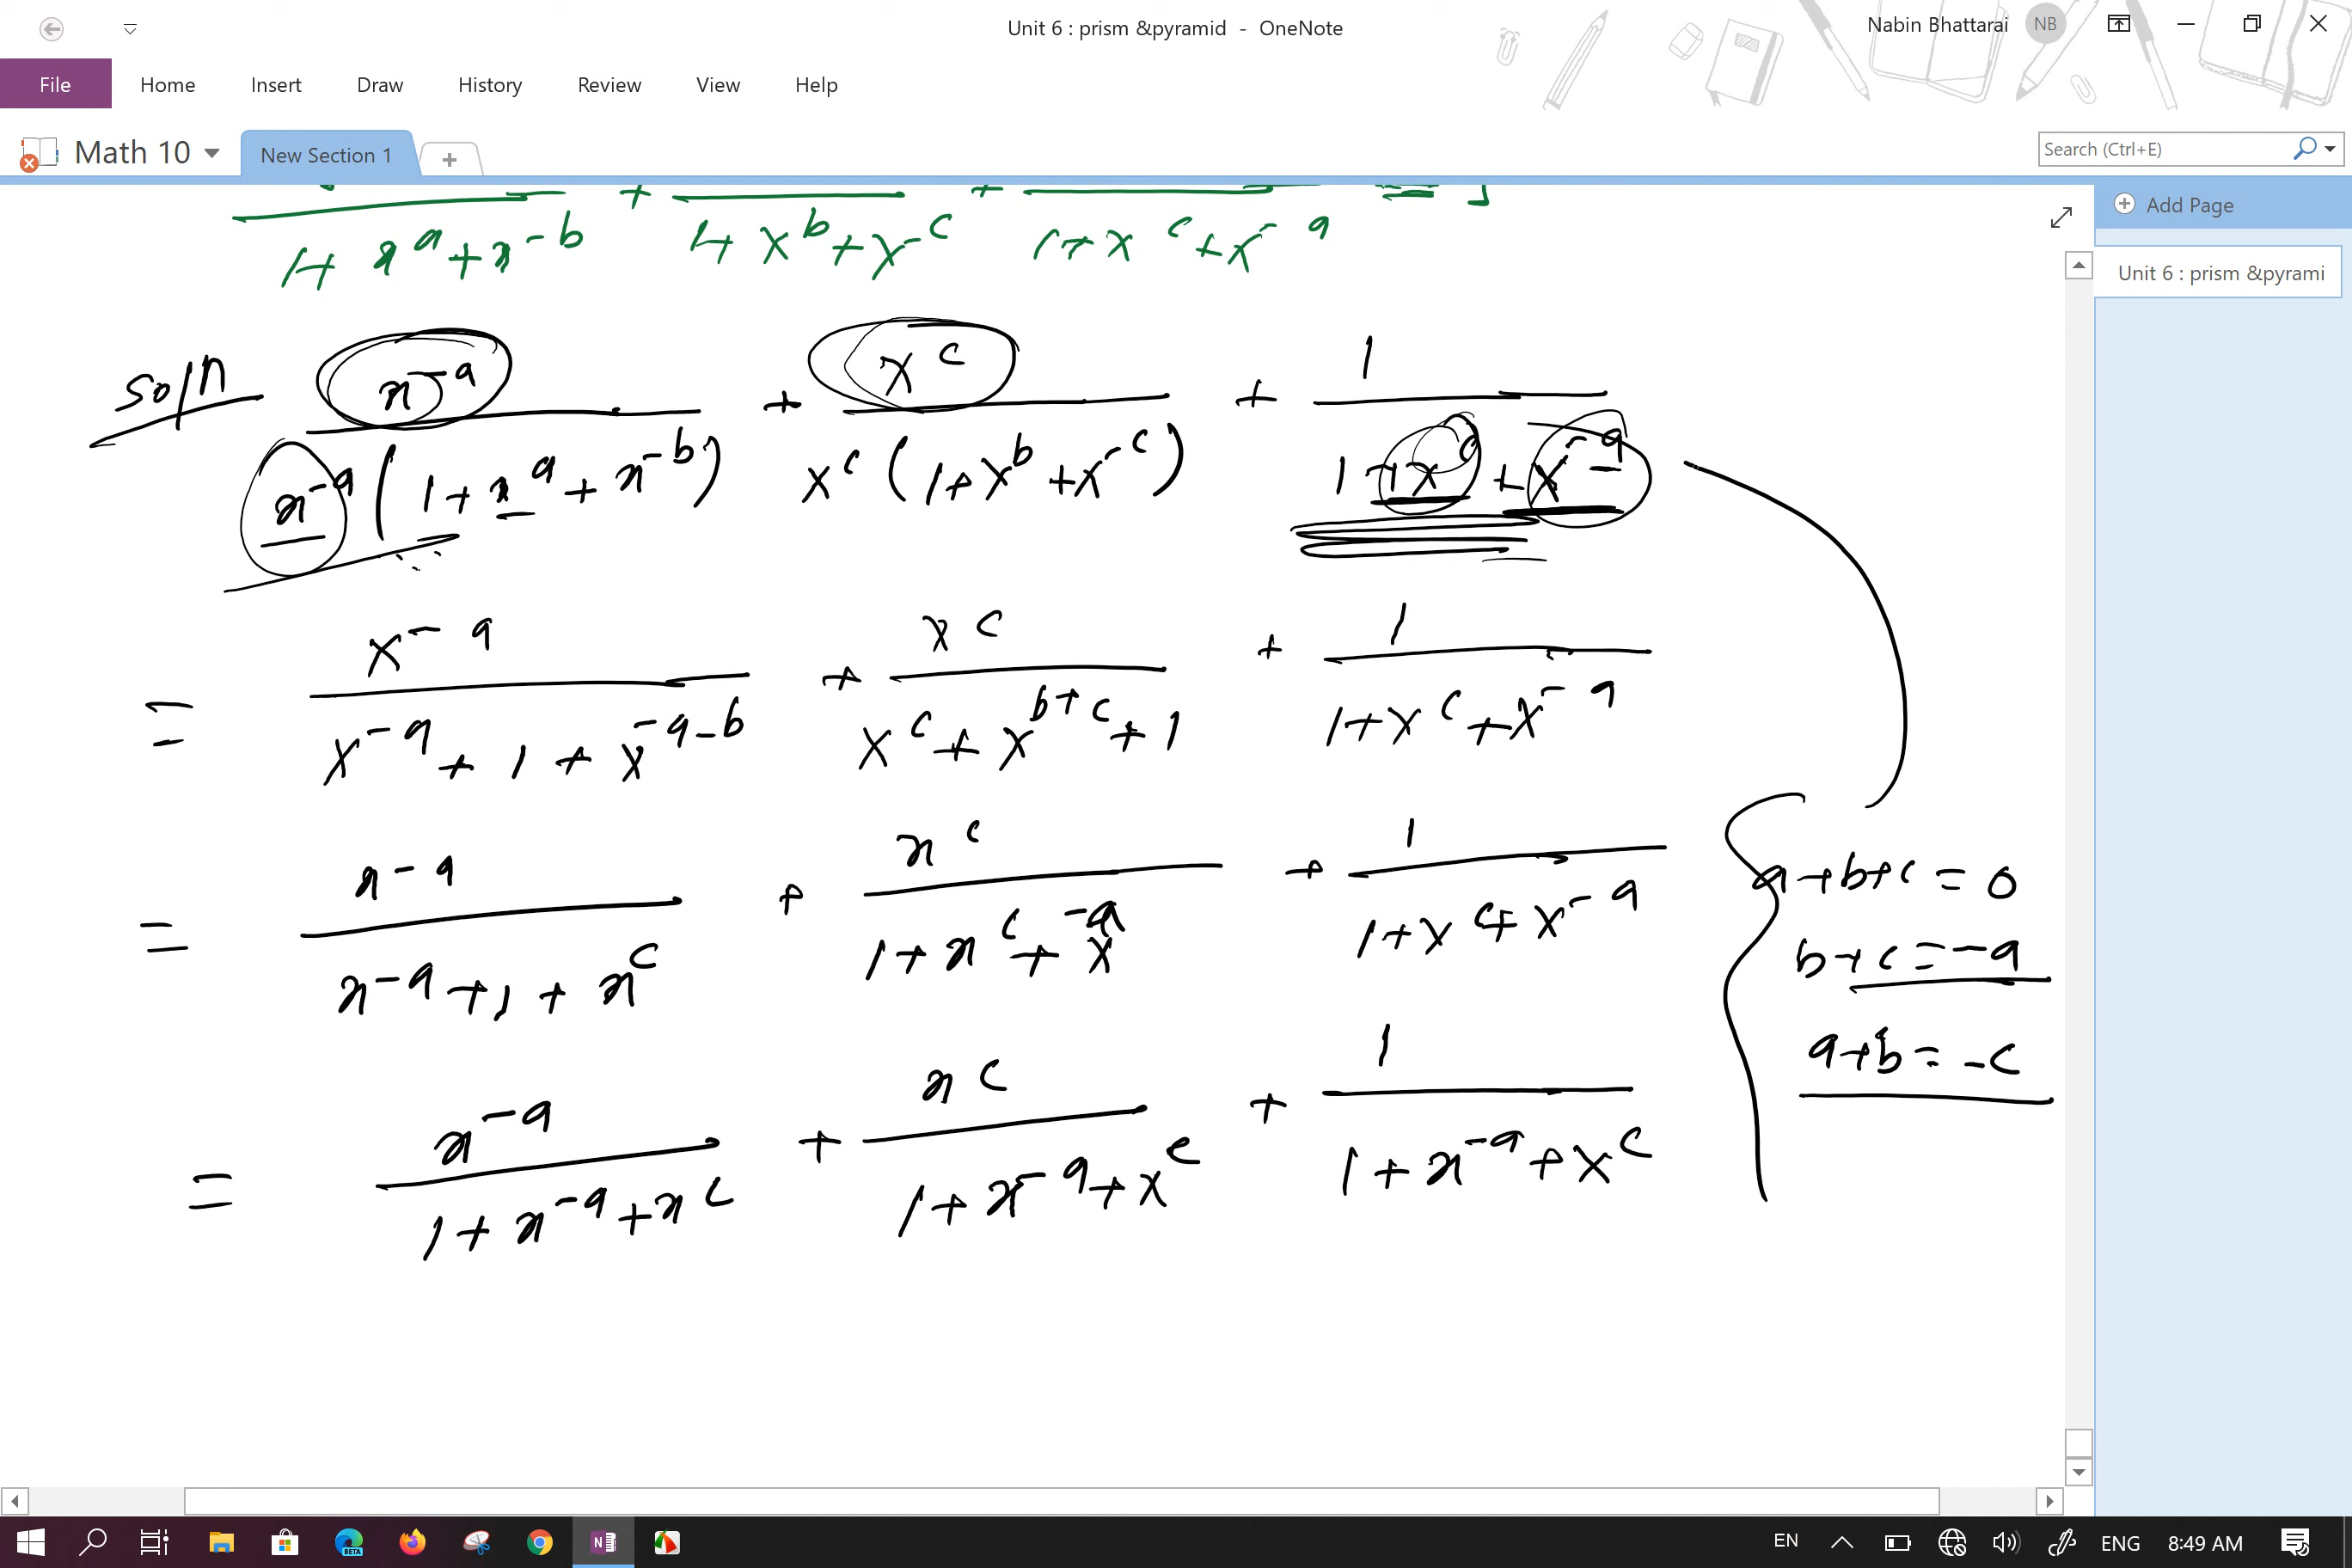 Unit 6 : prism &pyramid - OneNote
Nabin Bhattarai NB
File Home Insert Draw History Review View Help
Math 10 New Section 1 +
Search (Ctrl+E)
Add Page
Unit 6 : prism &pyrami
+ + =
1 + x^a + x^-b 1 + x^b + x^-c 1 + x^c + x^-a
soln x^-a / x^-a (1 + x^a + x^-b) + x^c / x^c (1 + x^b + x^-c) + 1 / 1 + x^c + x^-a
= x^-a / x^-a + 1 + x^-a-b + x^c / x^c + x^b+c + 1 + 1 / 1 + x^c + x^-a
= x^-a / x^-a + 1 + x^c + x^c / 1 + x^c + x^-a + 1 / 1 + x^c + x^-a
a+b+c = 0
b+c = -a
a+b = -c
= x^-a / 1 + x^-a + x^c + x^c / 1 + x^-a + x^c + 1 / 1 + x^-a + x^c
BETA N EN ENG 8:49 AM